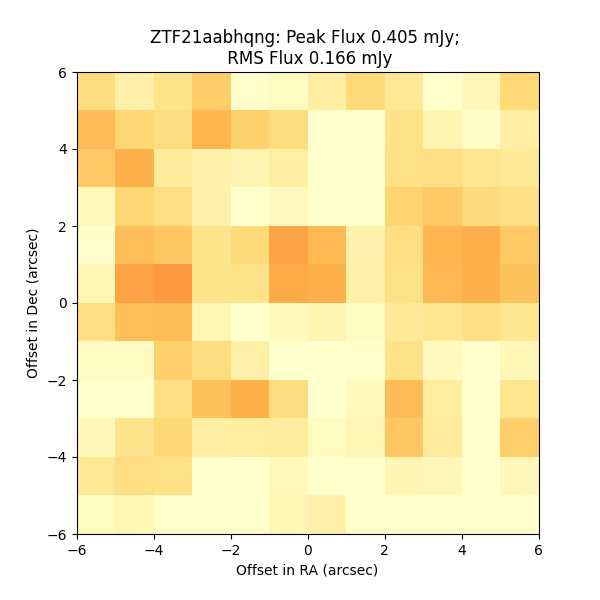 ZTF21aabhqng: Peak Flux 0.405 mJy;
RMS Flux 0.166 mJy
6
4
2
0
−2
−4
−6
Offset in Dec (arcsec)
−6 −4 −2 0 2 4 6
Offset in RA (arcsec)